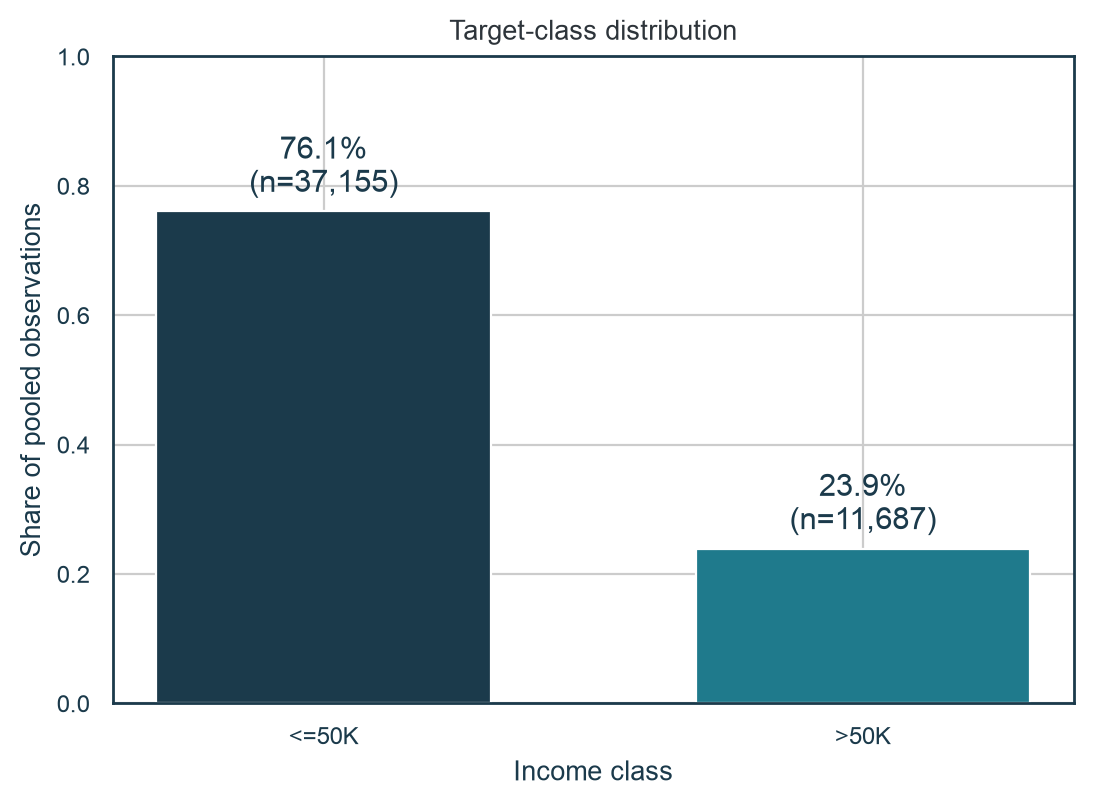 Target-class distribution
1.0
0.8
0.6
0.4
0.2
0.0
Share of pooled observations
76.1%
(n=37,155)
23.9%
(n=11,687)
<=50K
>50K
Income class